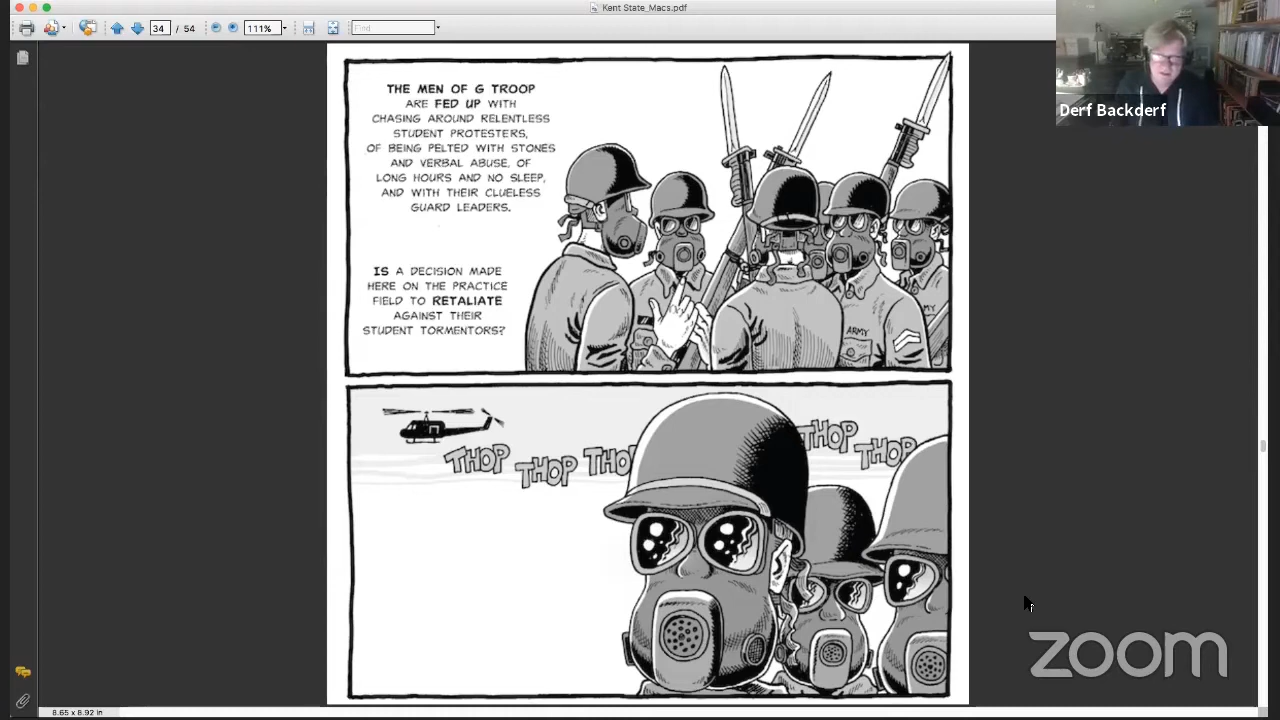 Kent State_Macs.pdf
34 / 54
111%
Find
Derf Backderf
THE MEN OF G TROOP
ARE FED UP WITH
CHASING AROUND RELENTLESS
STUDENT PROTESTERS,
OF BEING PELTED WITH STONES
AND VERBAL ABUSE, OF
LONG HOURS AND NO SLEEP,
AND WITH THEIR CLUELESS
GUARD LEADERS.
IS A DECISION MADE
HERE ON THE PRACTICE
FIELD TO RETALIATE
AGAINST THEIR
STUDENT TORMENTORS?
ARMY
THOP THOP THOP THOP THOP
zoom
8.65 x 8.92 in